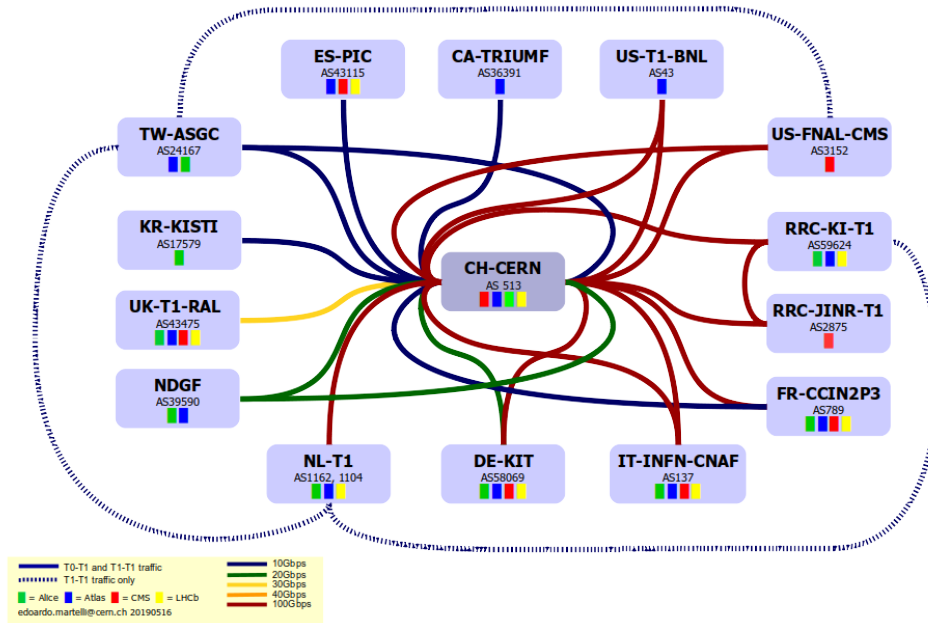 ES-PIC
AS43115
CA-TRIUMF
AS36391
US-T1-BNL
AS43
TW-ASGC
AS24167
US-FNAL-CMS
AS3152
KR-KISTI
AS17579
RRC-KI-T1
AS59624
CH-CERN
AS 513
UK-T1-RAL
AS43475
RRC-JINR-T1
AS2875
NDGF
AS39590
FR-CCIN2P3
AS789
NL-T1
AS1162, 1104
DE-KIT
AS58069
IT-INFN-CNAF
AS137
T0-T1 and T1-T1 traffic
T1-T1 traffic only
= Alice = Atlas = CMS = LHCb
edoardo.martelli@cern.ch 20190516
10Gbps
20Gbps
30Gbps
40Gbps
100Gbps